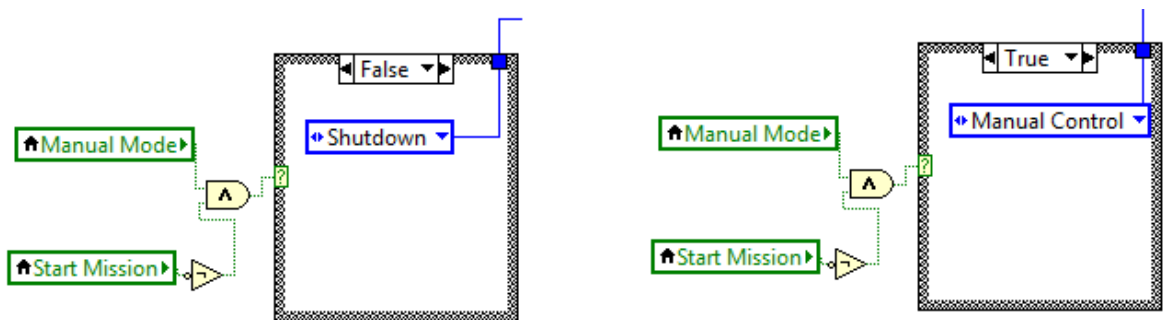 False
Shutdown
Manual Mode
?
Start Mission
True
Manual Control
Manual Mode
?
Start Mission